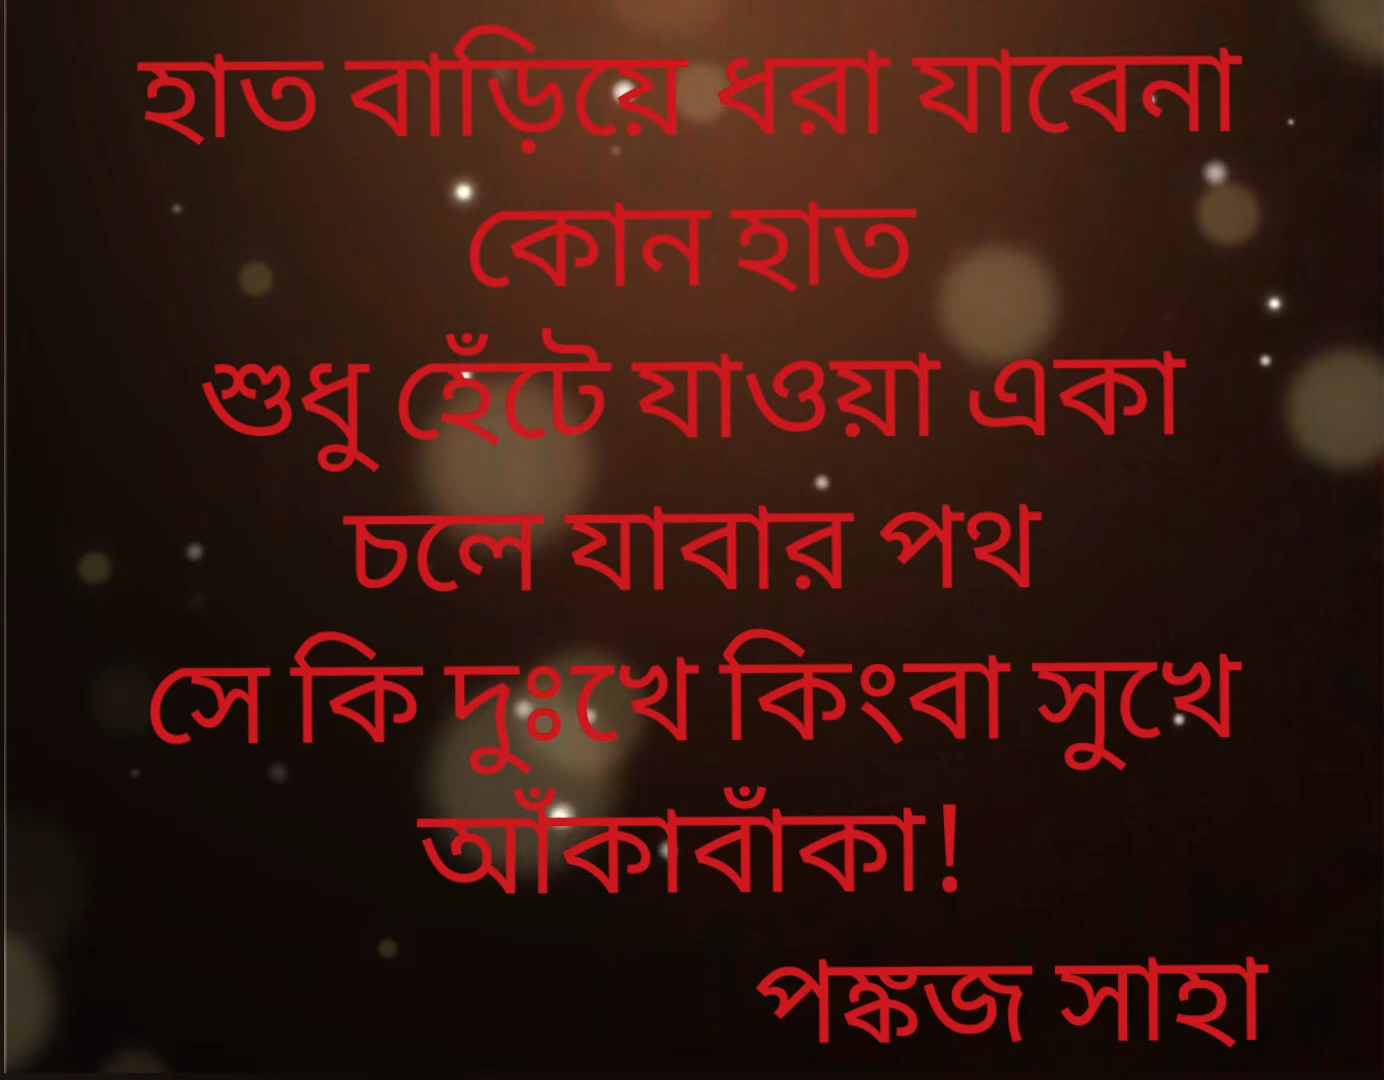 হাত বাড়িয়ে ধরা যাবেনা
কোন হাত
শুধু হেঁটে যাওয়া একা
চলে যাবার পথ
সে কি দুঃখে কিংবা সুখে
আঁকাবাঁকা!
পঙ্কজ সাহা